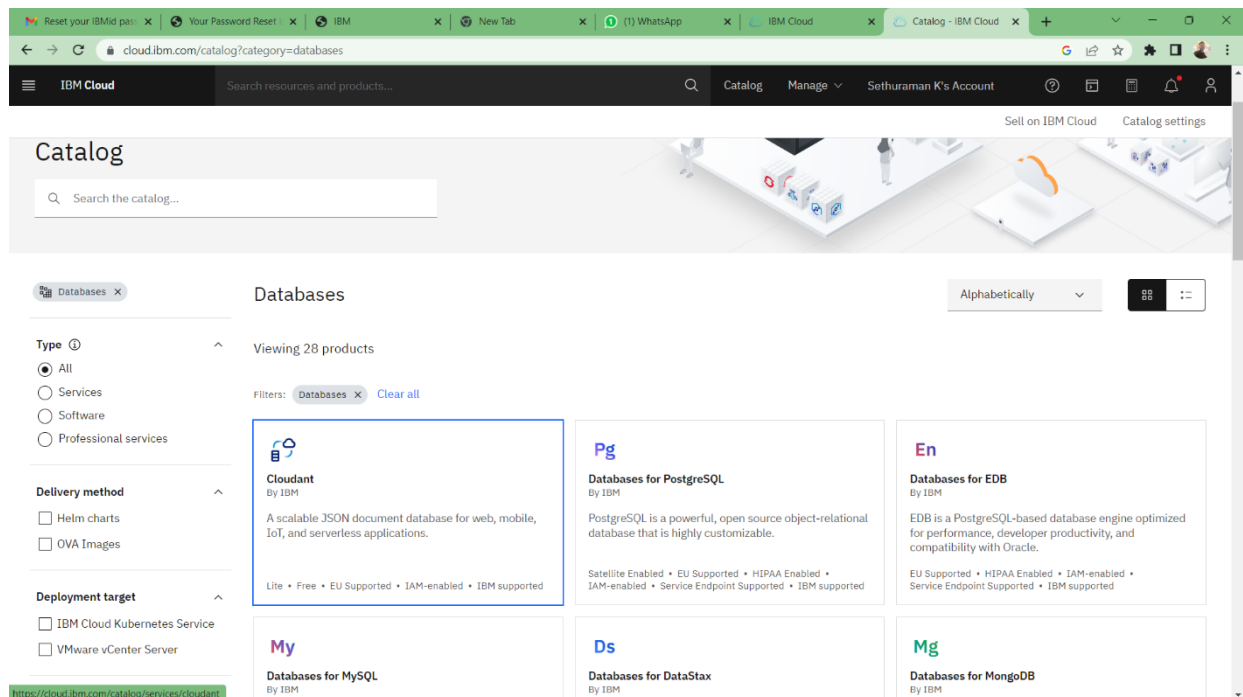 Reset your IBMid pass
Your Password Reset
IBM
New Tab
(1) WhatsApp
IBM Cloud
Catalog - IBM Cloud
cloud.ibm.com/catalog?category=databases
IBM Cloud
Search resources and products...
Catalog
Manage
Sethuraman K's Account
Sell on IBM Cloud
Catalog settings
Catalog
Search the catalog...
Databases
Databases
Alphabetically
Type
Viewing 28 products
All
Services
Software
Professional services
Filters: Databases Clear all
Delivery method
Helm charts
OVA Images
Deployment target
IBM Cloud Kubernetes Service
VMware vCenter Server
Cloudant
By IBM
A scalable JSON document database for web, mobile,
IoT, and serverless applications.
Lite • Free • EU Supported • IAM-enabled • IBM supported
Pg
Databases for PostgreSQL
By IBM
PostgreSQL is a powerful, open source object-relational
database that is highly customizable.
Satellite Enabled • EU Supported • HIPAA Enabled •
IAM-enabled • Service Endpoint Supported • IBM supported
En
Databases for EDB
By IBM
EDB is a PostgreSQL-based database engine optimized
for performance, developer productivity, and
compatibility with Oracle.
EU Supported • HIPAA Enabled • IAM-enabled •
Service Endpoint Supported • IBM supported
My
Databases for MySQL
By IBM
Ds
Databases for DataStax
By IBM
Mg
Databases for MongoDB
By IBM
https://cloud.ibm.com/catalog/services/cloudant